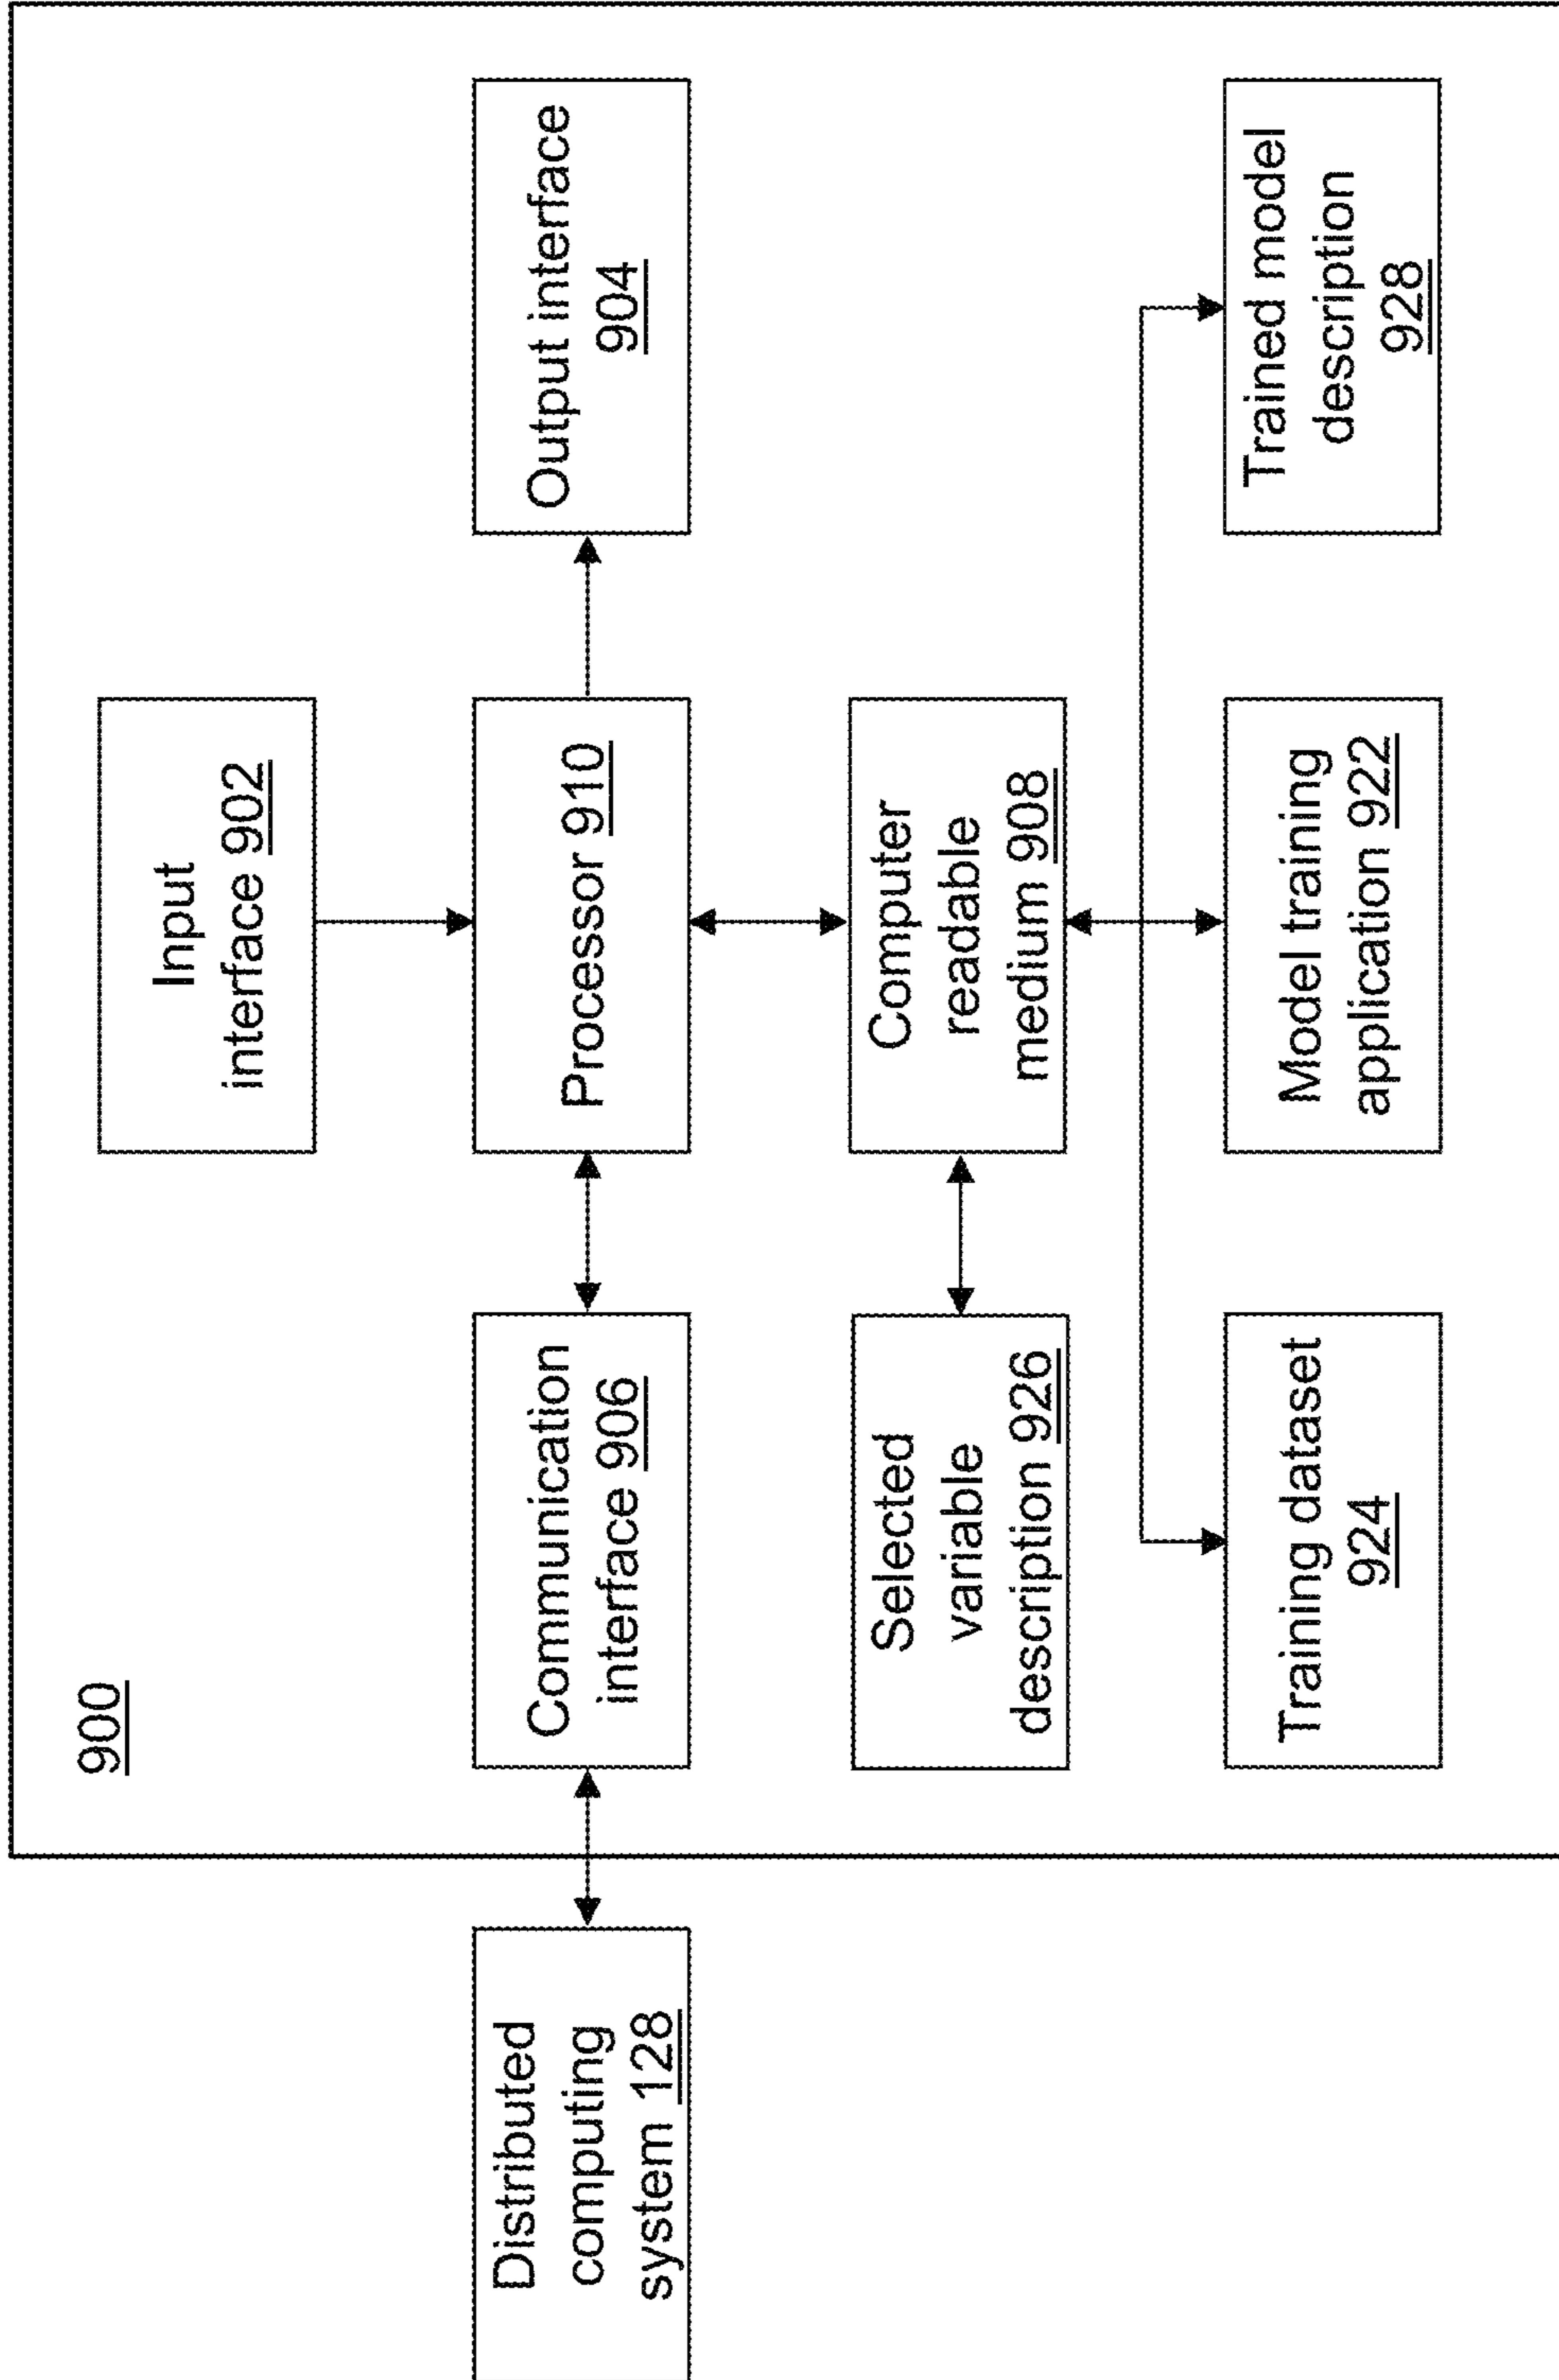 900
Input
interface 902
Distributed
computing
system 128
Communication
interface 906
Processor 910
Output interface
904
Selected
variable
description 926
Computer
readable
medium 908
Training dataset
924
Model training
application 922
Trained model
description
928